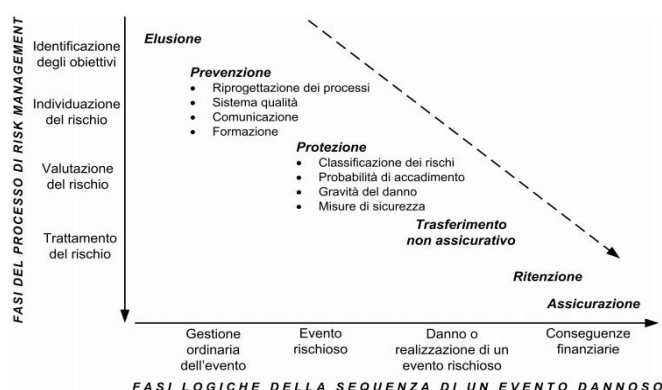 FASI DEL PROCESSO DI RISK MANAGEMENT
Identificazione
degli obiettivi
Individuazione
del rischio
Valutazione
del rischio
Trattamento
del rischio
Elusione
Prevenzione
• Riprogettazione dei processi
• Sistema qualità
• Comunicazione
• Formazione
Protezione
• Classificazione dei rischi
• Probabilità di accadimento
• Gravità del danno
• Misure di sicurezza
Trasferimento
non assicurativo
Ritenzione
Assicurazione
Gestione
ordinaria
dell'evento
Evento
rischioso
Danno o
realizzazione di un
evento rischioso
Conseguenze
finanziarie
FASI LOGICHE DELLA SEQUENZA DI UN EVENTO DANNOSO